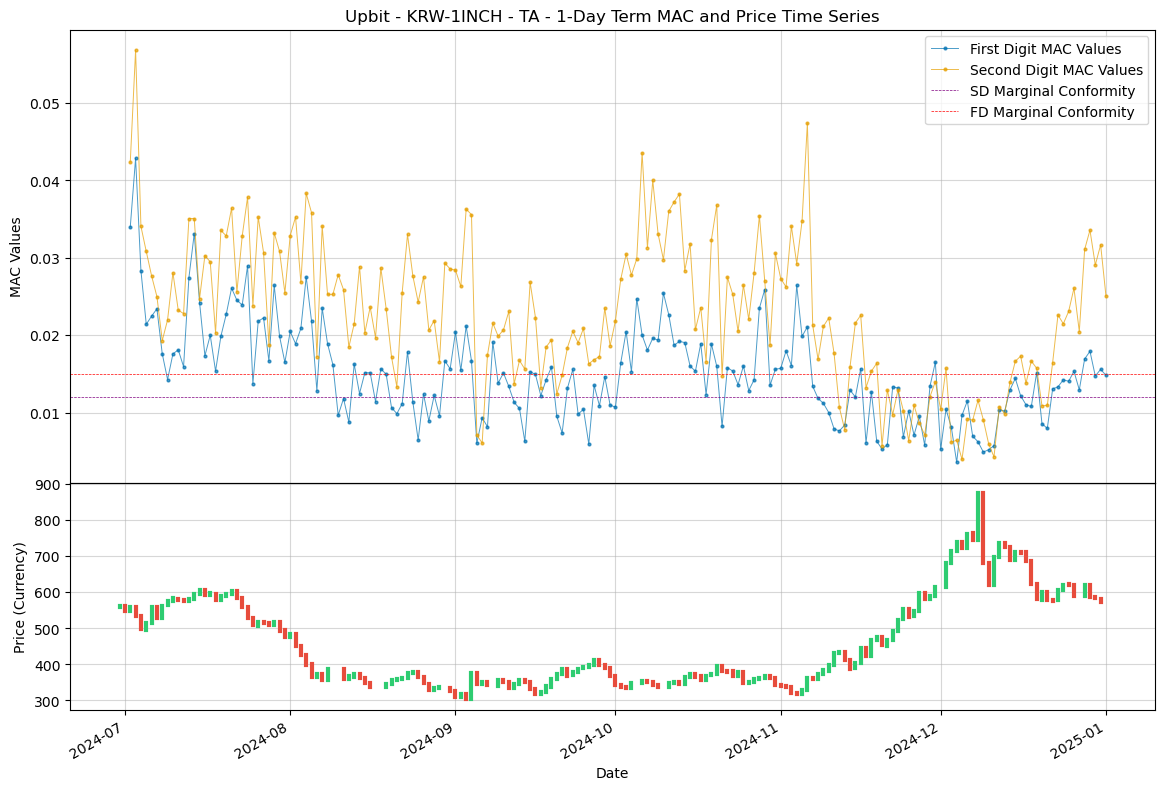 Upbit - KRW-1INCH - TA - 1-Day Term MAC and Price Time Series
First Digit MAC Values
Second Digit MAC Values
SD Marginal Conformity
FD Marginal Conformity
MAC Values
0.05
0.04
0.03
0.02
0.01
Price (Currency)
900
800
700
600
500
400
300
2024-07
2024-08
2024-09
2024-10
2024-11
2024-12
2025-01
Date